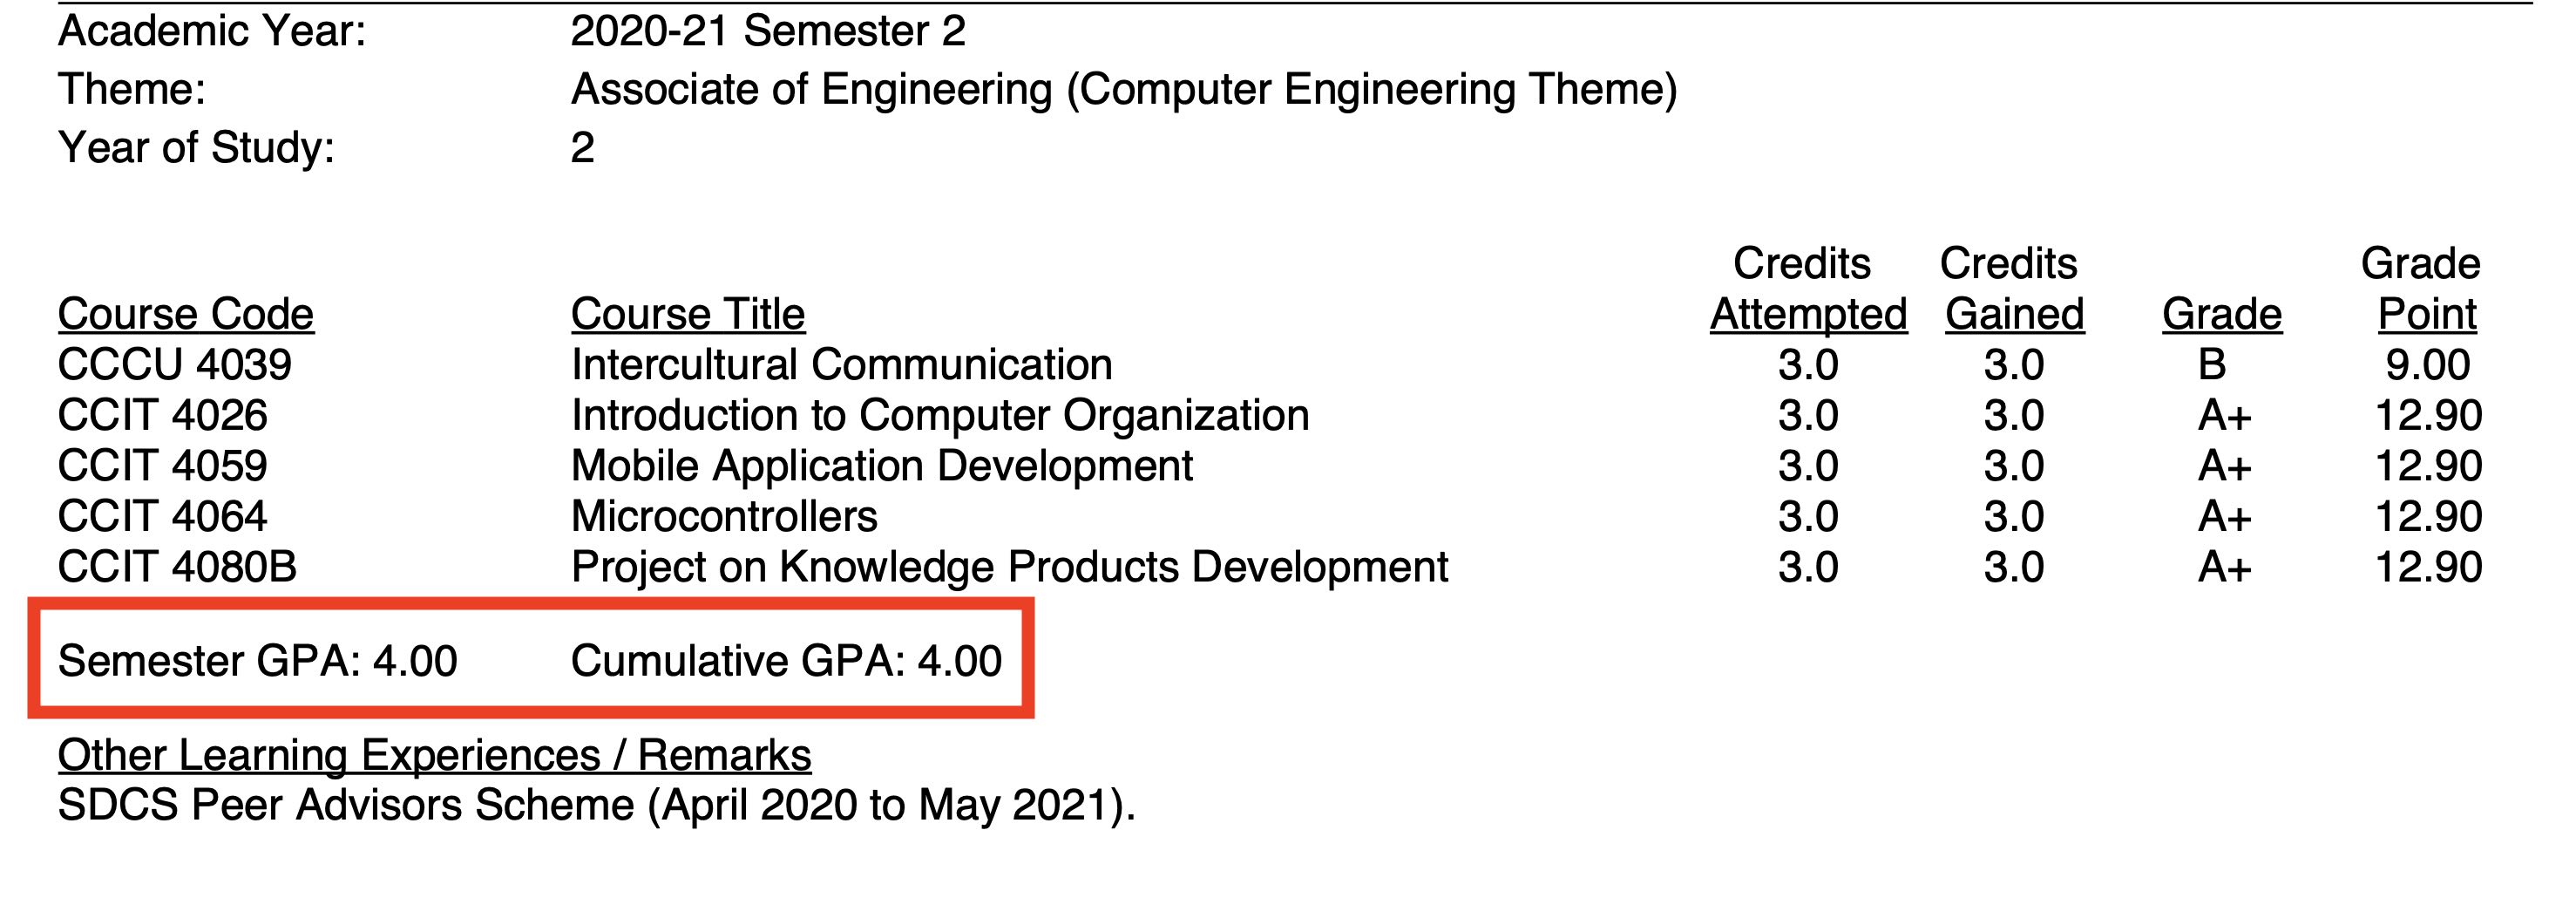 Academic Year: 2020-21 Semester 2
Theme: Associate of Engineering (Computer Engineering Theme)
Year of Study: 2
Credits Credits Grade
Course Code Course Title Attempted Gained Grade Point
CCCU 4039 Intercultural Communication 3.0 3.0 B 9.00
CCIT 4026 Introduction to Computer Organization 3.0 3.0 A+ 12.90
CCIT 4059 Mobile Application Development 3.0 3.0 A+ 12.90
CCIT 4064 Microcontrollers 3.0 3.0 A+ 12.90
CCIT 4080B Project on Knowledge Products Development 3.0 3.0 A+ 12.90
Semester GPA: 4.00 Cumulative GPA: 4.00
Other Learning Experiences / Remarks
SDCS Peer Advisors Scheme (April 2020 to May 2021).